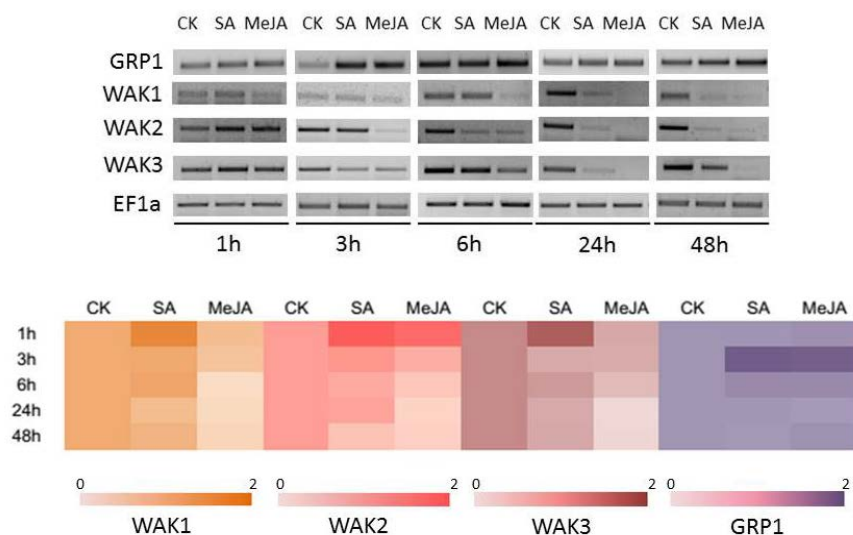 CK SA MeJA CK SA MeJA CK SA MeJA CK SA MeJA CK SA MeJA
GRP1
WAK1
WAK2
WAK3
EF1a
1h 3h 6h 24h 48h
CK SA MeJA CK SA MeJA CK SA MeJA CK SA MeJA
1h
3h
6h
24h
48h
0 2 0 2 0 2 0 2
WAK1 WAK2 WAK3 GRP1